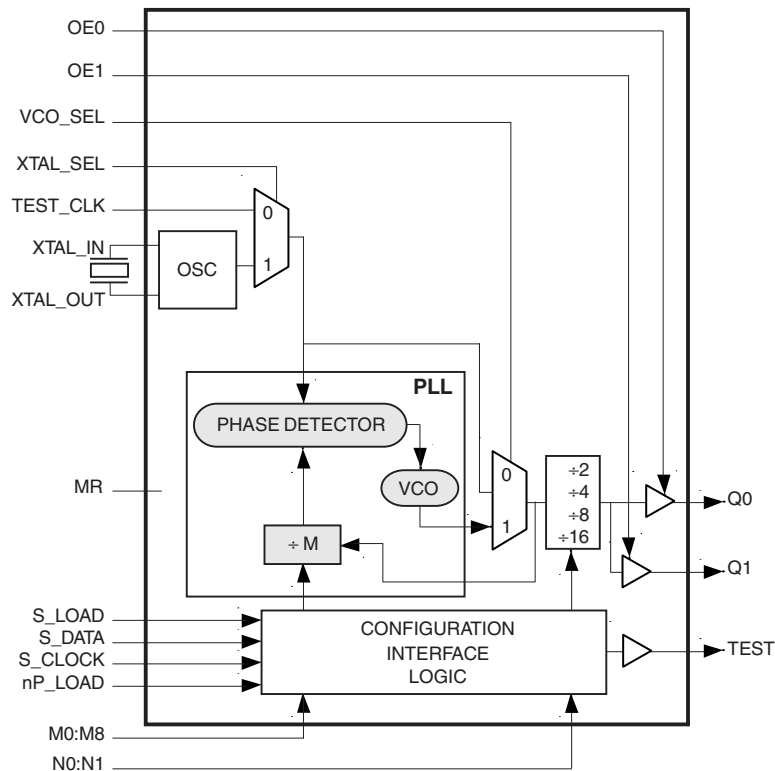 OE0
OE1
VCO_SEL
XTAL_SEL
TEST_CLK
0
XTAL_IN
OSC
1
XTAL_OUT
PLL
PHASE DETECTOR
VCO
0
1
÷2
÷4
÷8
÷16
MR
Q0
÷ M
Q1
S_LOAD
S_DATA
S_CLOCK
nP_LOAD
CONFIGURATION
INTERFACE
LOGIC
TEST
M0:M8
N0:N1